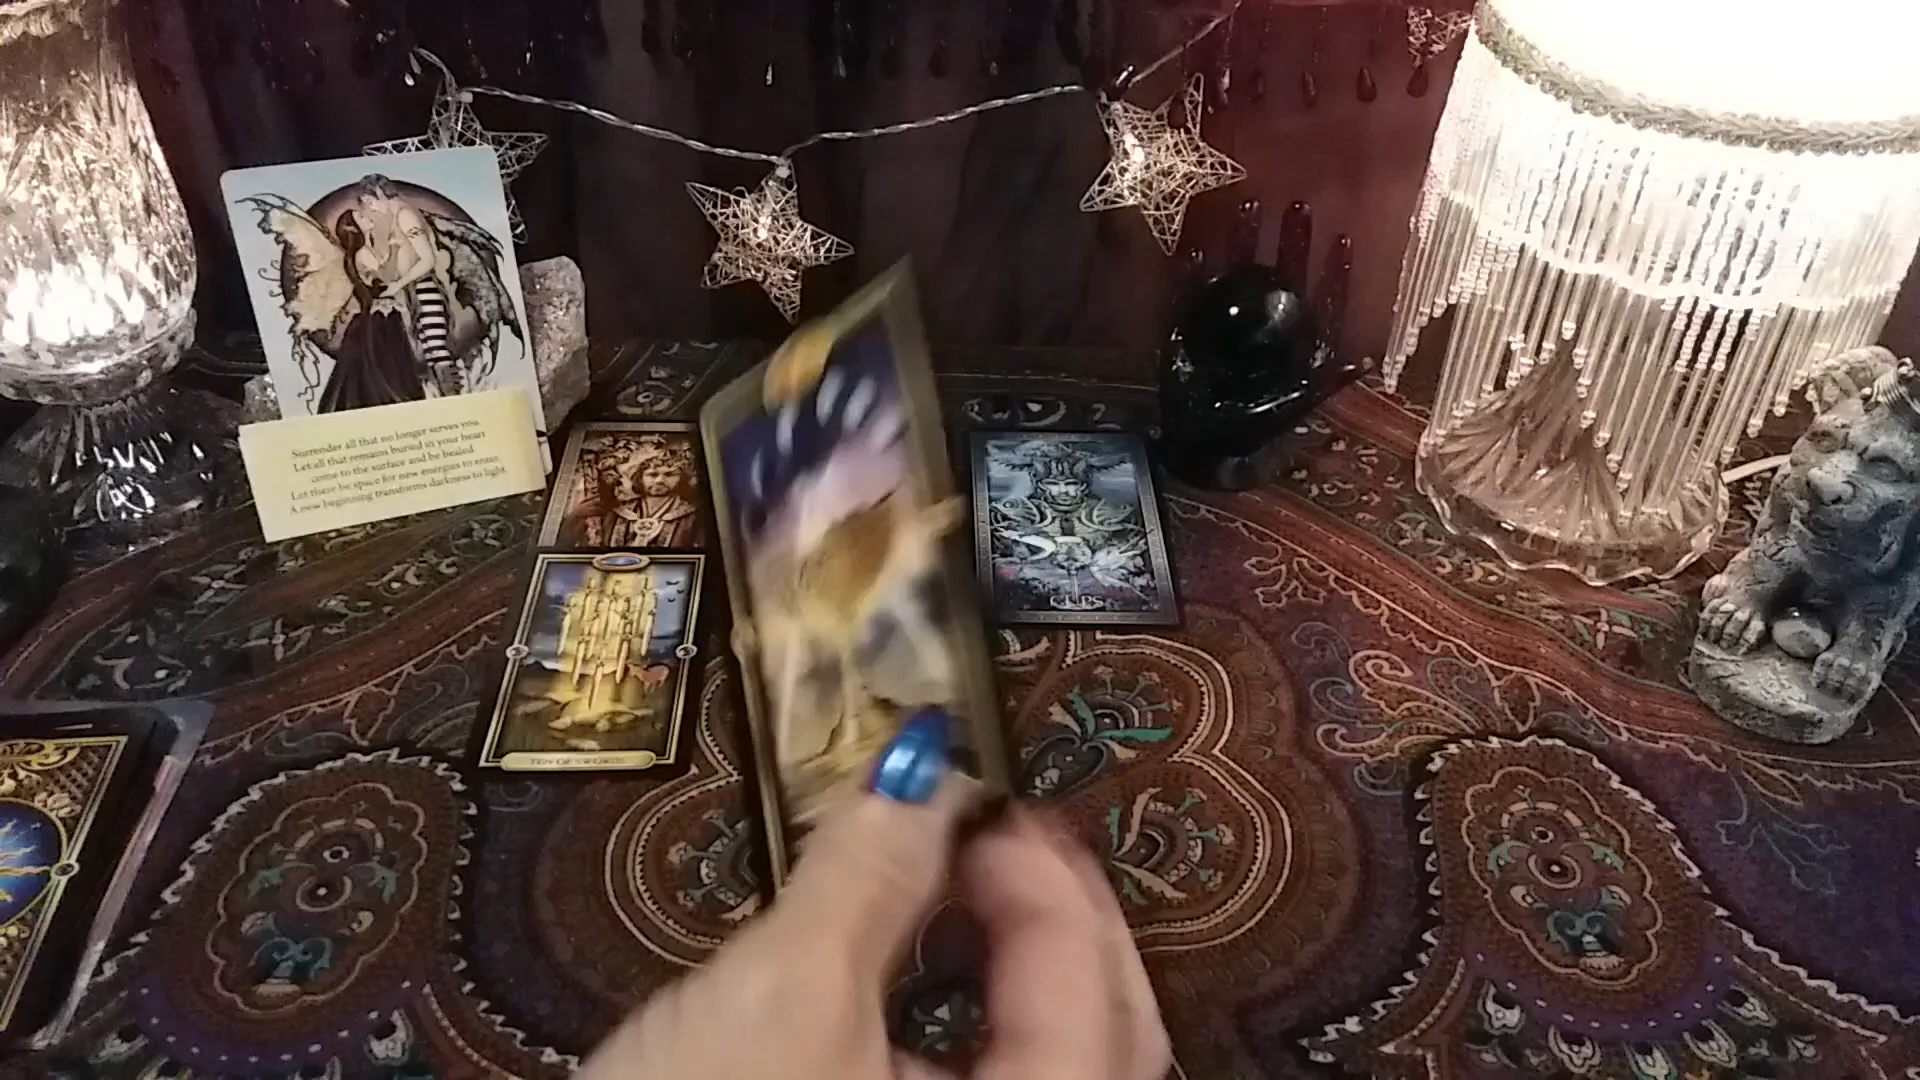 Surrender all that no longer serves you.
Let all that remains buried in your heart
come to the surface and be healed
Let there be space for new energies to enter.
A new beginning transforms darkness to light.
TEN OF SWORDS
CUPS